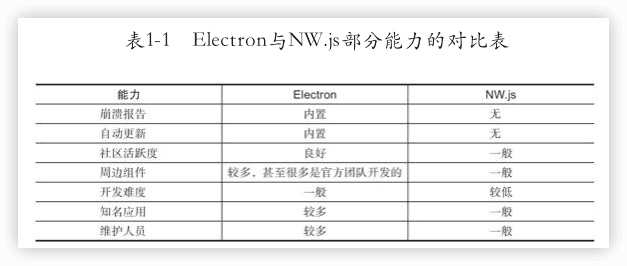 表1-1 Electron与NW.js部分能力的对比表
能力 Electron NW.js
崩溃报告 内置 无
自动更新 内置 无
社区活跃度 良好 一般
周边组件 较多，甚至很多是官方团队开发的 一般
开发难度 一般 较低
知名应用 较多 一般
维护人员 较多 一般